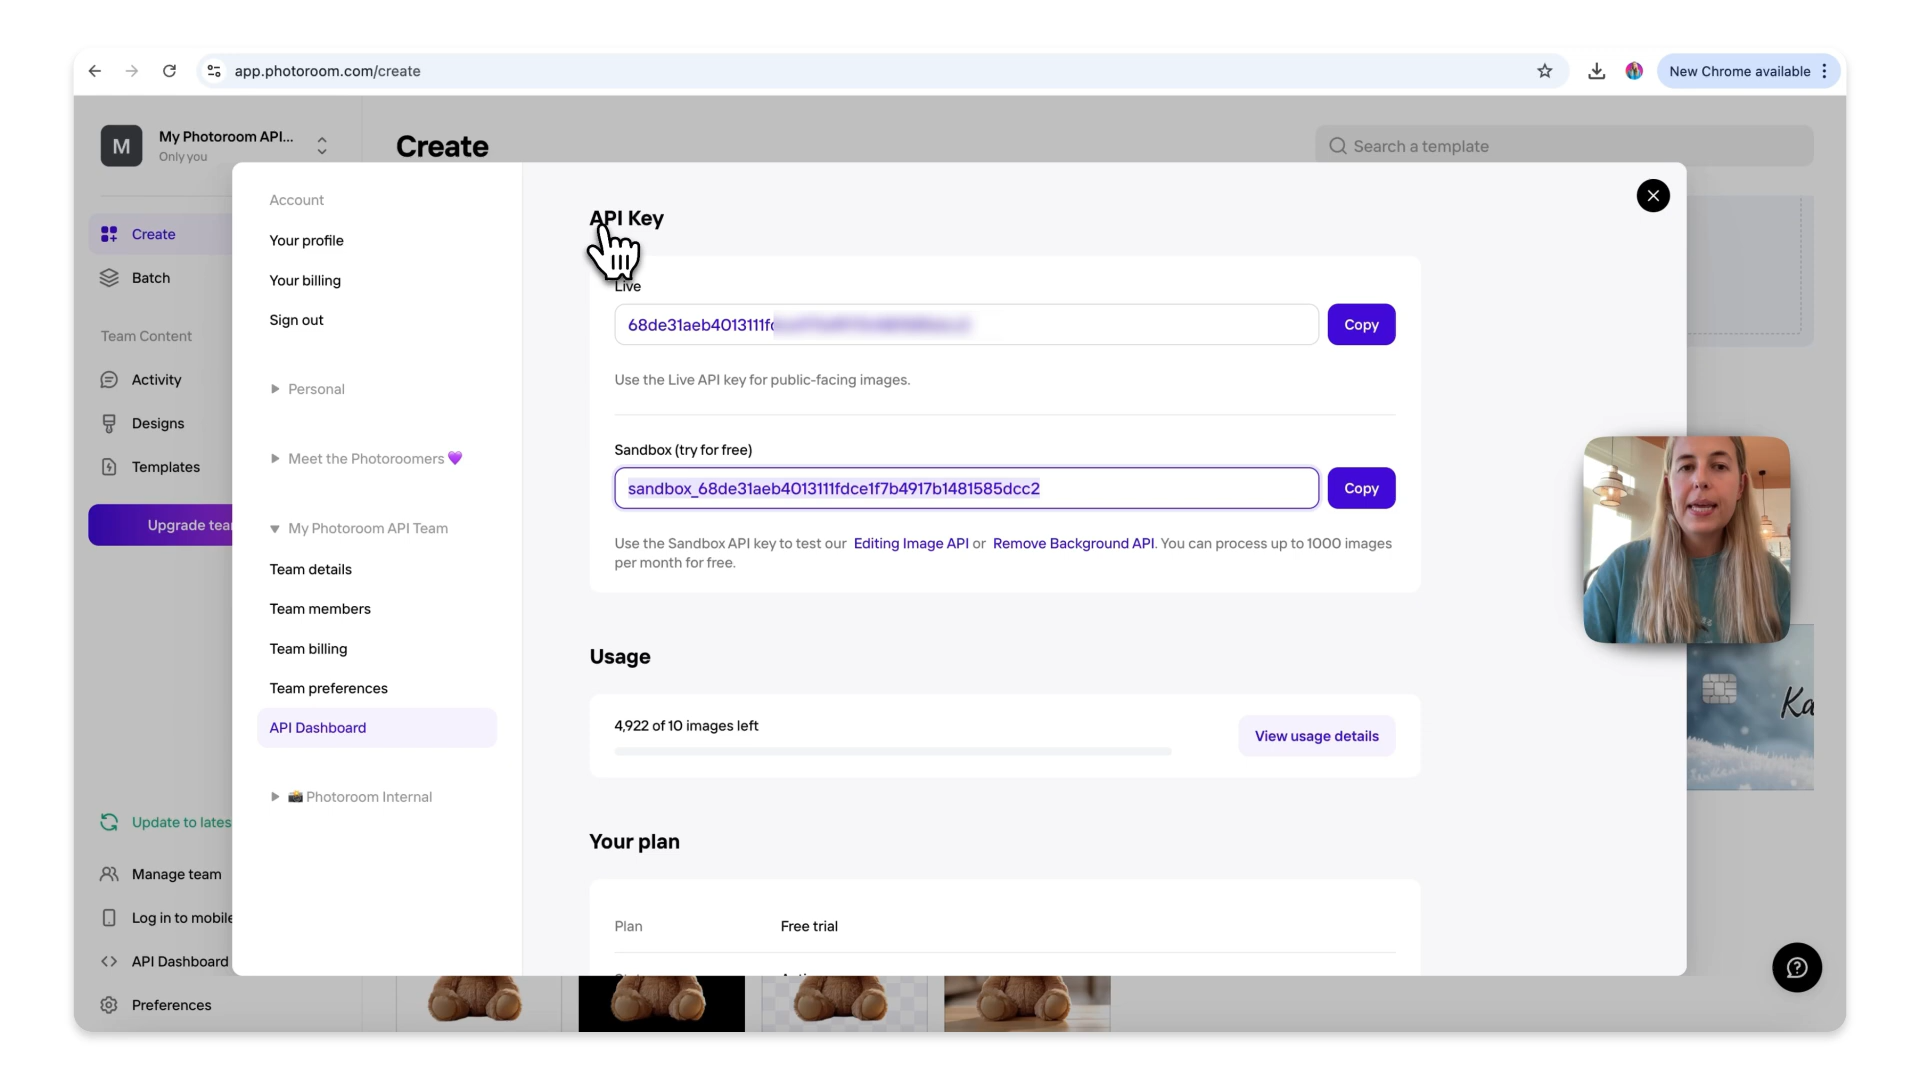 app.photoroom.com/create
New Chrome available
M
My Photoroom API...
Only you
Create
Search a template
Create
Batch
Team Content
Activity
Designs
Templates
Upgrade tea
Update to lates
Manage team
Log in to mobile
API Dashboard
Preferences
Account
Your profile
Your billing
Sign out
Personal
Meet the Photoroomers 💜
My Photoroom API Team
Team details
Team members
Team billing
Team preferences
API Dashboard
📸 Photoroom Internal
API Key
Live
68de31aeb4013111f
Copy
Use the Live API key for public-facing images.
Sandbox (try for free)
sandbox_68de31aeb4013111fdce1f7b4917b1481585dcc2
Copy
Use the Sandbox API key to test our Editing Image API or Remove Background API. You can process up to 1000 images
per month for free.
Usage
4,922 of 10 images left
View usage details
Your plan
Plan
Free trial
Ka